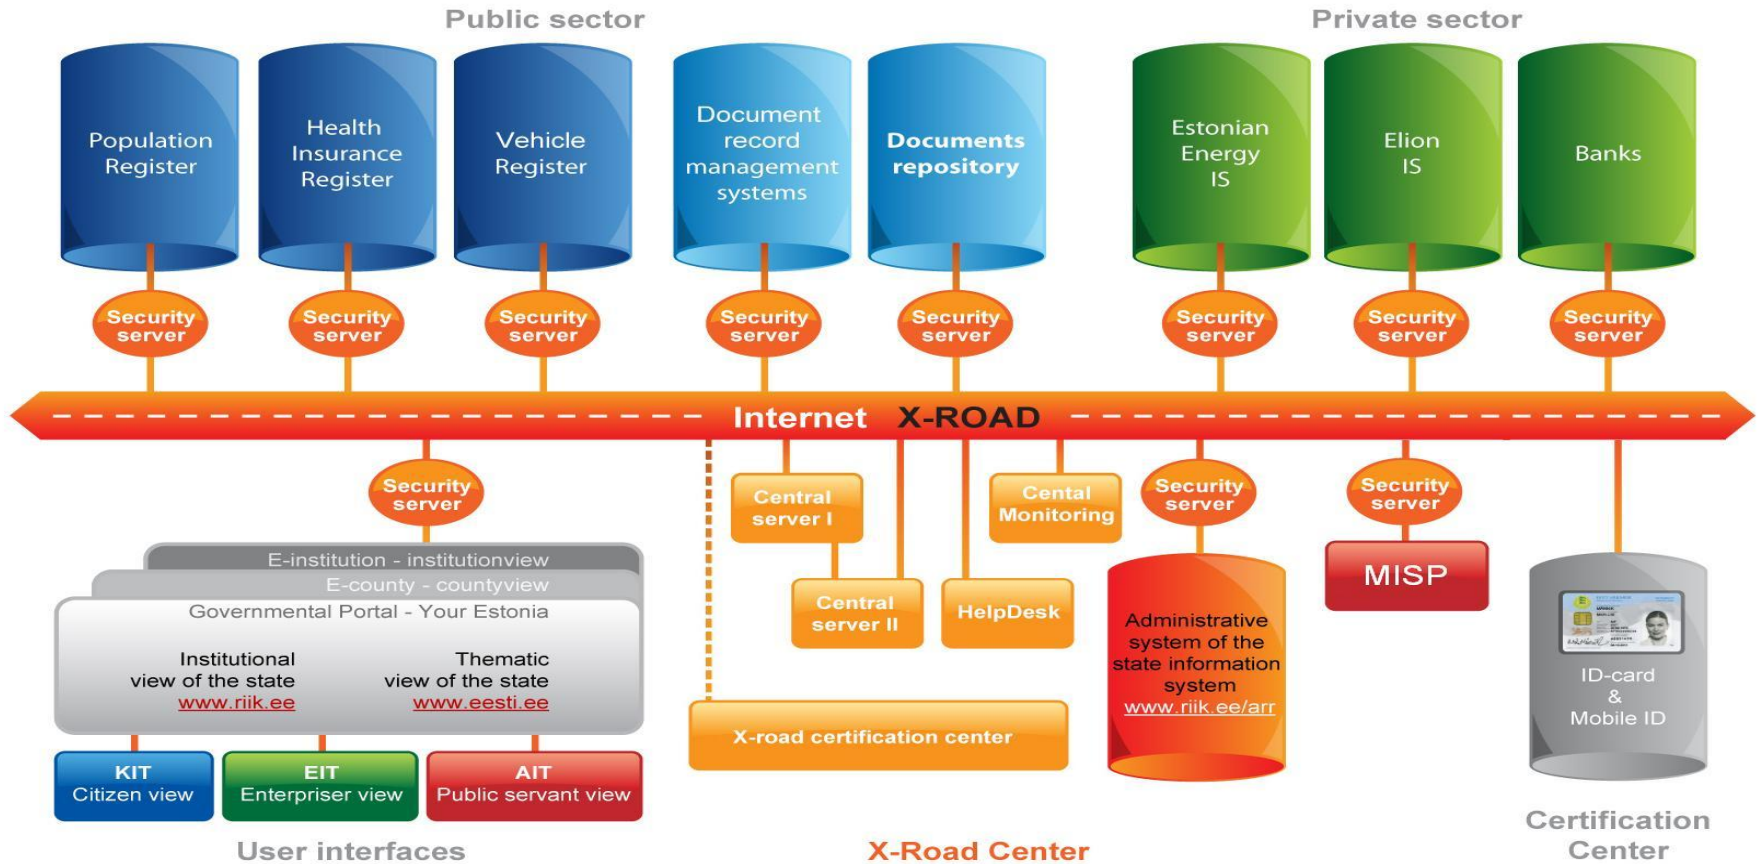 Public sector
Private sector
Population
Register
Health
Insurance
Register
Vehicle
Register
Document
record
management
systems
Documents
repository
Estonian
Energy
IS
Elion
IS
Banks
Security
server
Security
server
Security
server
Security
server
Security
server
Security
server
Security
server
Security
server
Internet X-ROAD
Security
server
E-institution - institutionview
E-county - countyview
Governmental Portal - Your Estonia
Institutional
view of the state
www.riik.ee
Thematic
view of the state
www.eesti.ee
KIT
Citizen view
EIT
Enterpriser view
AIT
Public servant view
User interfaces
Central
server I
Central
server II
HelpDesk
Cental
Monitoring
X-road certification center
X-Road Center
Security
server
Administrative
system of the
state information
system
www.riik.ee/arr
Security
server
MISP
ID-card
&
Mobile ID
Certification
Center